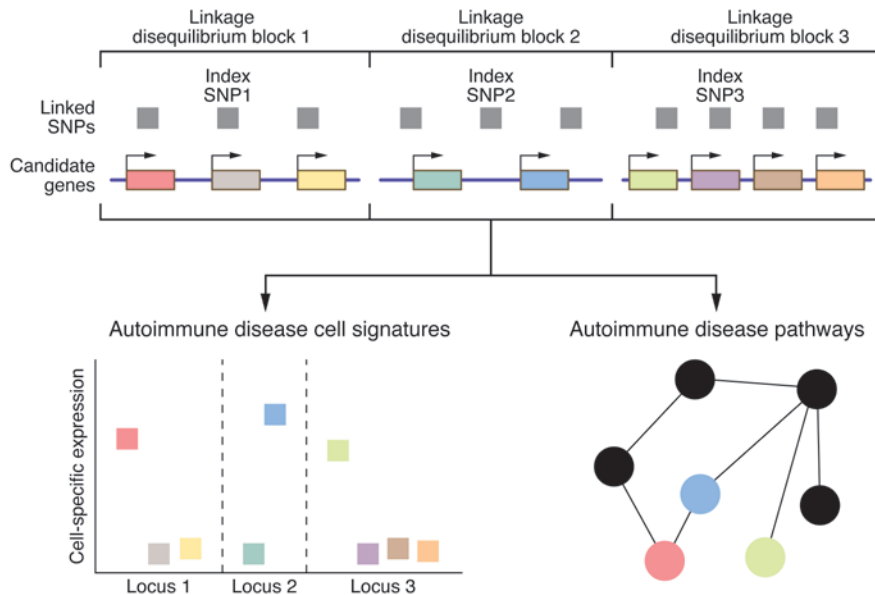 Linkage
disequilibrium block 1
Linkage
disequilibrium block 2
Linkage
disequilibrium block 3
Index
SNP1
Index
SNP2
Index
SNP3
Linked
SNPs
Candidate
genes
Autoimmune disease cell signatures
Autoimmune disease pathways
Cell-specific expression
Locus 1
Locus 2
Locus 3